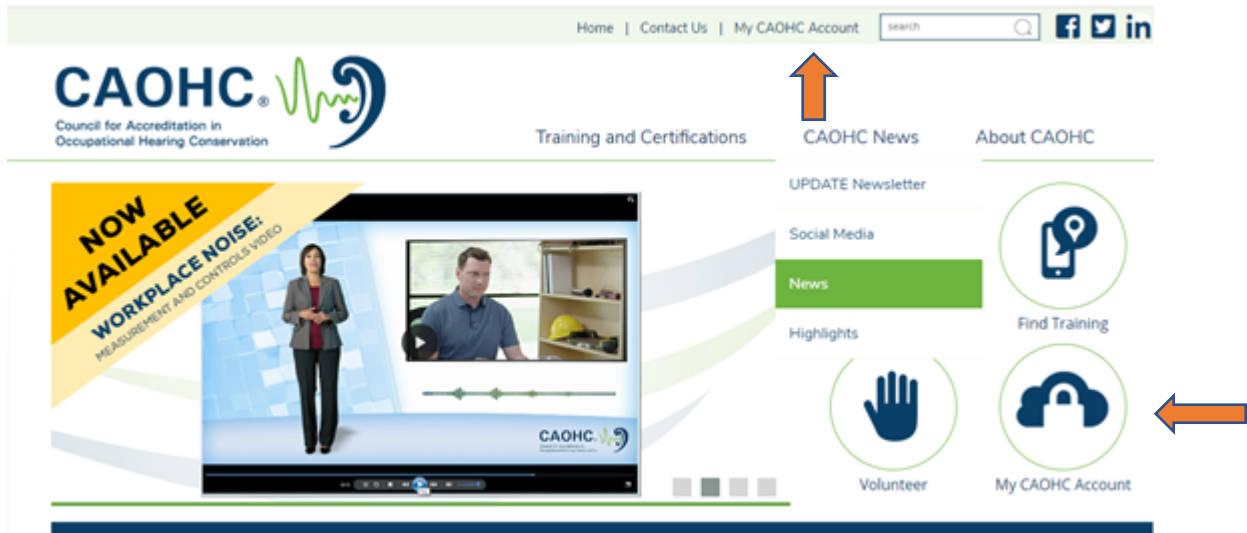 Home | Contact Us | My CAOHC Account
search
CAOHC®
Council for Accreditation in
Occupational Hearing Conservation
Training and Certifications
CAOHC News
About CAOHC
UPDATE Newsletter
Social Media
News
Highlights
NOW
AVAILABLE
WORKPLACE NOISE:
MEASUREMENT AND CONTROLS VIDEO
CAOHC
Find Training
Volunteer
My CAOHC Account